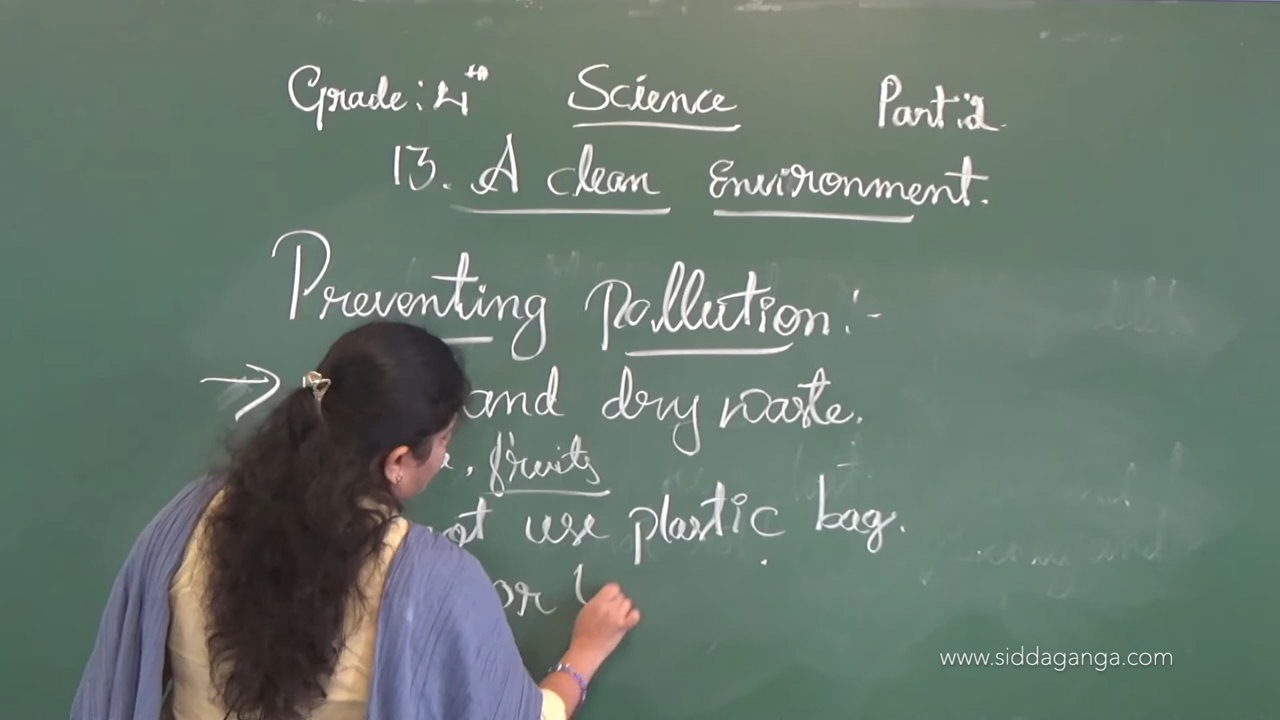 Grade: 4th Science Part:2
13. A clean Environment.
Preventing Pollution:-
→ and dry waste.
, fruits
not use plastic bag.
or
www.siddaganga.com